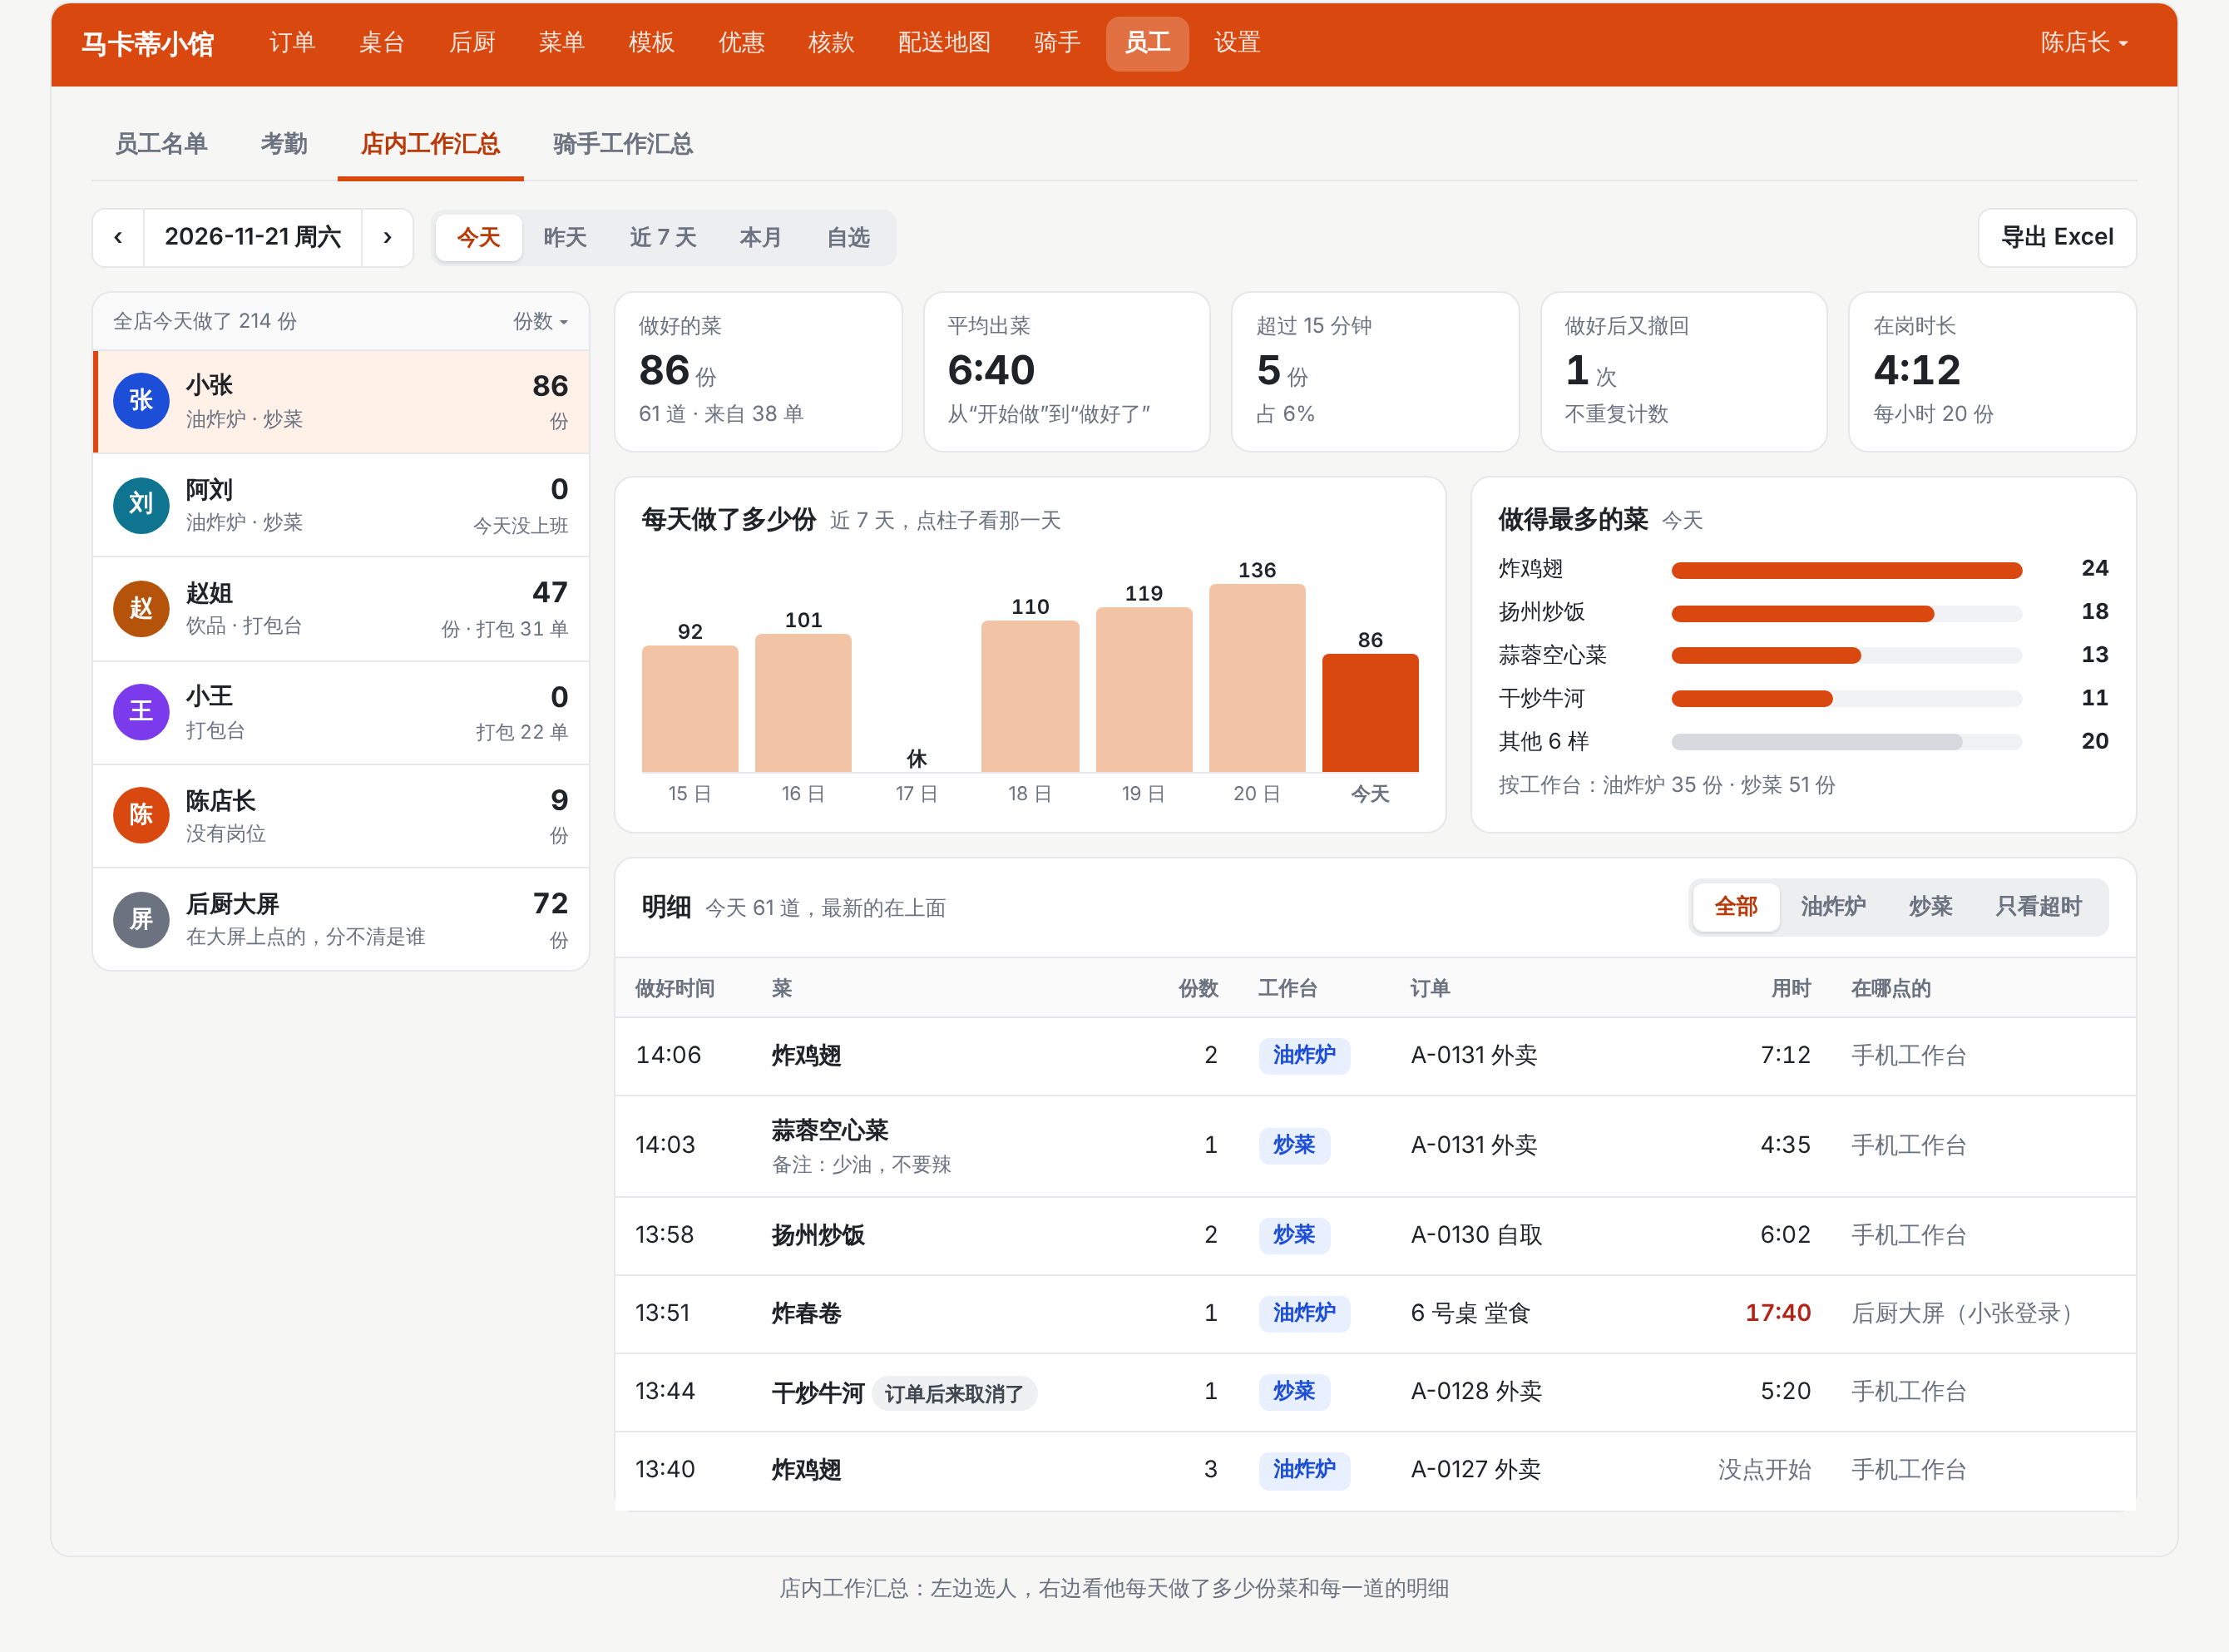 马卡蒂小馆 订单 桌台 后厨 菜单 模板 优惠 核款 配送地图 骑手 员工 设置 陈店长
员工名单 考勤 店内工作汇总 骑手工作汇总
‹ 2026-11-21 周六 › 今天 昨天 近 7 天 本月 自选 导出 Excel
全店今天做了 214 份 份数
张 小张 86
油炸炉 · 炒菜 份
刘 阿刘 0
油炸炉 · 炒菜 今天没上班
赵 赵姐 47
饮品 · 打包台 份 · 打包 31 单
王 小王 0
打包台 打包 22 单
陈 陈店长 9
没有岗位 份
屏 后厨大屏 72
在大屏上点的，分不清是谁 份
做好的菜
86 份
61 道 · 来自 38 单
平均出菜
6:40
从“开始做”到“做好了”
超过 15 分钟
5 份
占 6%
做好后又撤回
1 次
不重复计数
在岗时长
4:12
每小时 20 份
每天做了多少份 近 7 天，点柱子看那一天
92 101 休 110 119 136 86
15 日 16 日 17 日 18 日 19 日 20 日 今天
做得最多的菜 今天
炸鸡翅 24
扬州炒饭 18
蒜蓉空心菜 13
干炒牛河 11
其他 6 样 20
按工作台：油炸炉 35 份 · 炒菜 51 份
明细 今天 61 道，最新的在上面 全部 油炸炉 炒菜 只看超时
做好时间 菜 份数 工作台 订单 用时 在哪点的
14:06 炸鸡翅 2 油炸炉 A-0131 外卖 7:12 手机工作台
14:03 蒜蓉空心菜 1 炒菜 A-0131 外卖 4:35 手机工作台
备注：少油，不要辣
13:58 扬州炒饭 2 炒菜 A-0130 自取 6:02 手机工作台
13:51 炸春卷 1 油炸炉 6 号桌 堂食 17:40 后厨大屏（小张登录）
13:44 干炒牛河 订单后来取消了 1 炒菜 A-0128 外卖 5:20 手机工作台
13:40 炸鸡翅 3 油炸炉 A-0127 外卖 没点开始 手机工作台
店内工作汇总：左边选人，右边看他每天做了多少份菜和每一道的明细